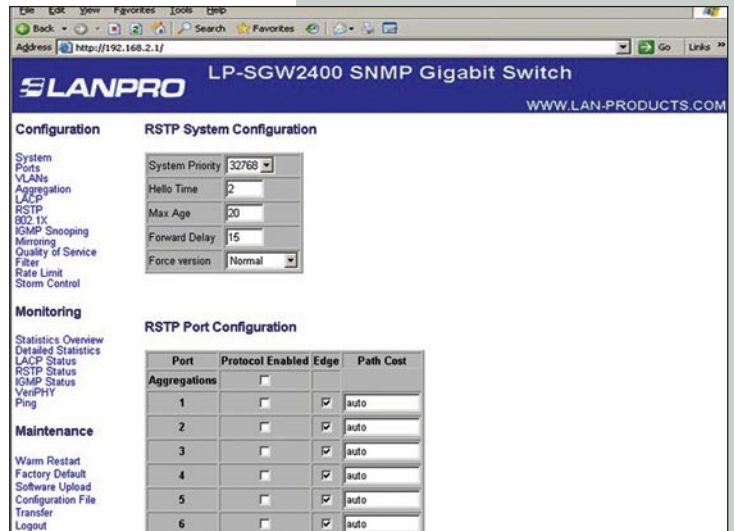 File Edit View Favorites Tools Help
Back Search Favorites
Address http://192.168.2.1/ Go Links »
LANPRO
LP-SGW2400 SNMP Gigabit Switch
WWW.LAN-PRODUCTS.COM
Configuration
System
Ports
VLANs
Aggregation
LACP
RSTP
802.1X
IGMP Snooping
Mirroring
Quality of Service
Filter
Rate Limit
Storm Control
Monitoring
Statistics Overview
Detailed Statistics
LACP Status
RSTP Status
IGMP Status
VeriPHY
Ping
Maintenance
Warm Restart
Factory Default
Software Upload
Configuration File
Transfer
Logout
RSTP System Configuration
System Priority 32768
Hello Time 2
Max Age 20
Forward Delay 15
Force version Normal
RSTP Port Configuration
Port Protocol Enabled Edge Path Cost
Aggregations
1 auto
2 auto
3 auto
4 auto
5 auto
6 auto